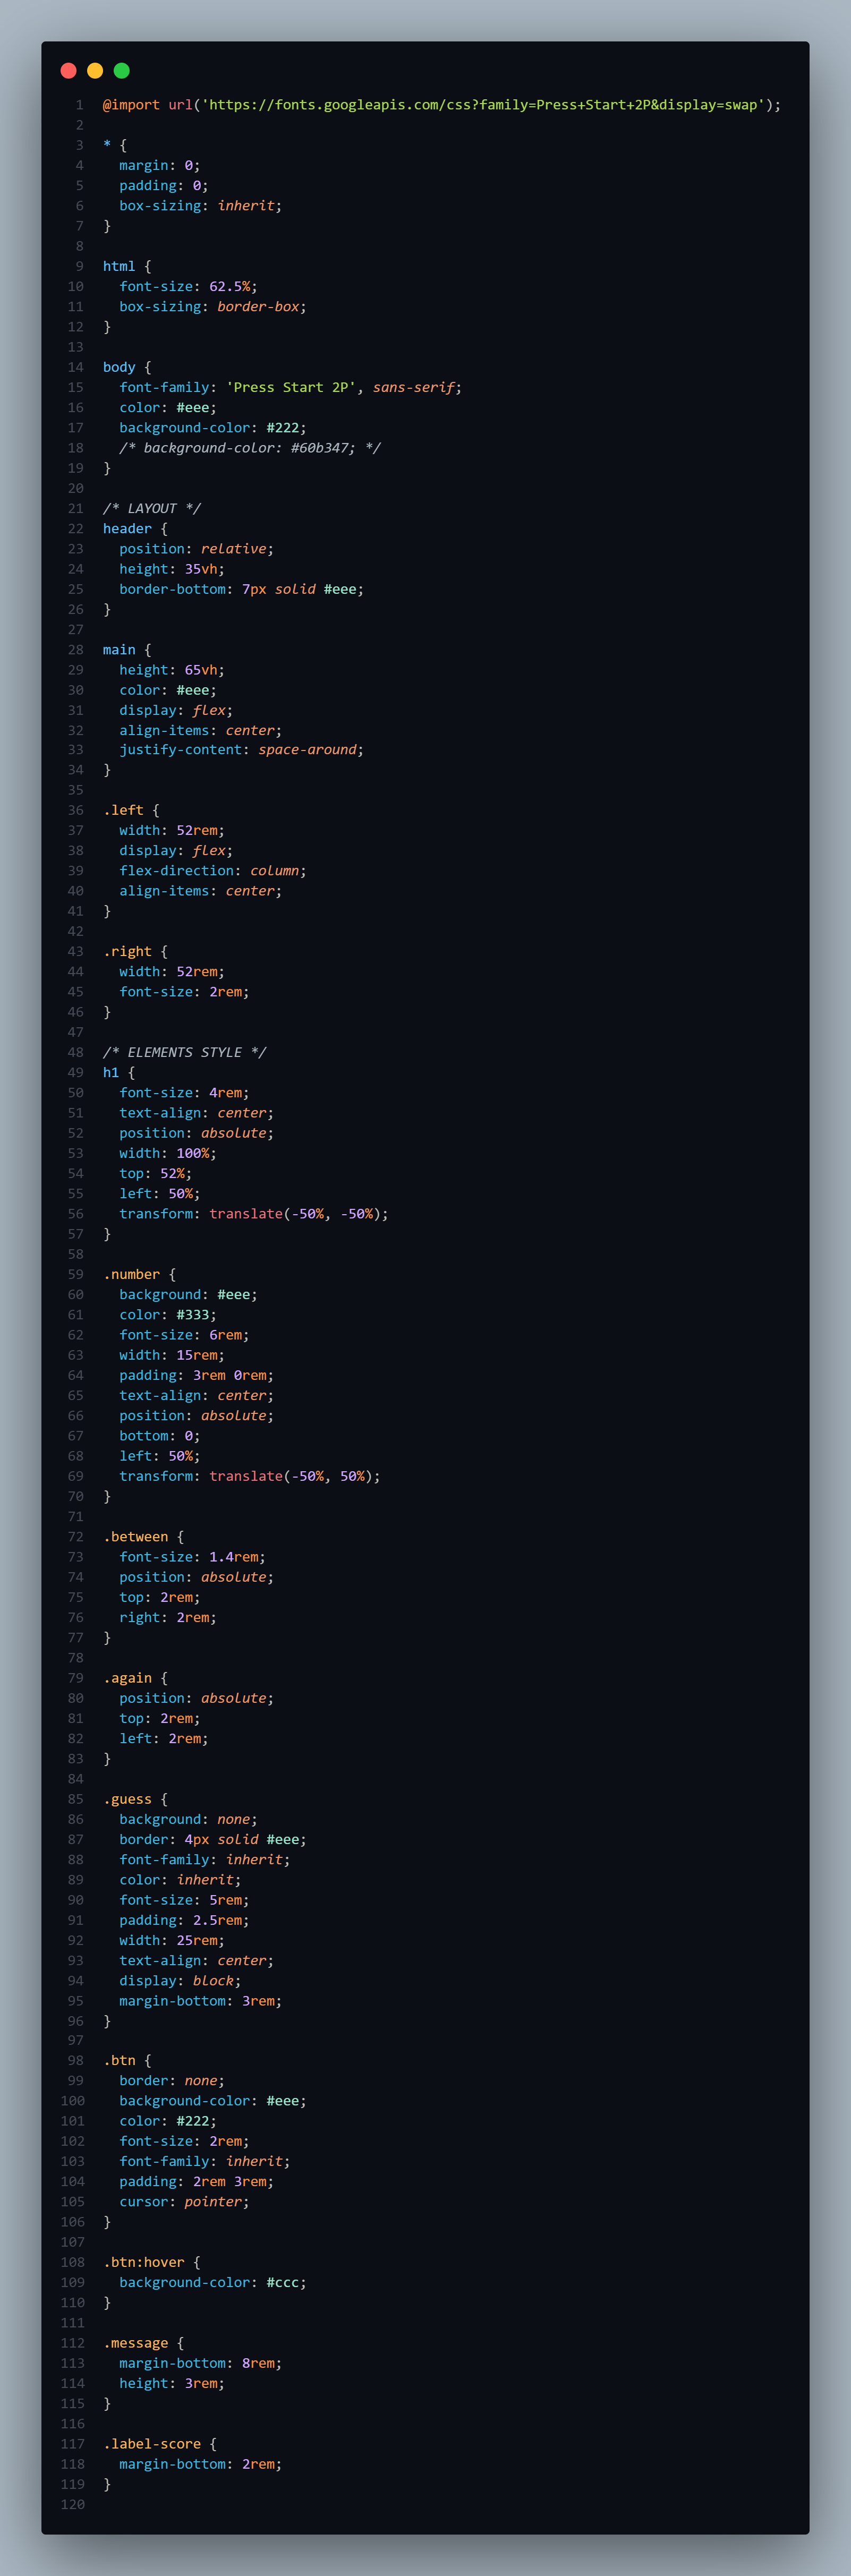 1 @import url('https://fonts.googleapis.com/css?family=Press+Start+2P&display=swap');
2
3 * {
4   margin: 0;
5   padding: 0;
6   box-sizing: inherit;
7 }
8
9 html {
10   font-size: 62.5%;
11   box-sizing: border-box;
12 }
13
14 body {
15   font-family: 'Press Start 2P', sans-serif;
16   color: #eee;
17   background-color: #222;
18   /* background-color: #60b347; */
19 }
20
21 /* LAYOUT */
22 header {
23   position: relative;
24   height: 35vh;
25   border-bottom: 7px solid #eee;
26 }
27
28 main {
29   height: 65vh;
30   color: #eee;
31   display: flex;
32   align-items: center;
33   justify-content: space-around;
34 }
35
36 .left {
37   width: 52rem;
38   display: flex;
39   flex-direction: column;
40   align-items: center;
41 }
42
43 .right {
44   width: 52rem;
45   font-size: 2rem;
46 }
47
48 /* ELEMENTS STYLE */
49 h1 {
50   font-size: 4rem;
51   text-align: center;
52   position: absolute;
53   width: 100%;
54   top: 52%;
55   left: 50%;
56   transform: translate(-50%, -50%);
57 }
58
59 .number {
60   background: #eee;
61   color: #333;
62   font-size: 6rem;
63   width: 15rem;
64   padding: 3rem 0rem;
65   text-align: center;
66   position: absolute;
67   bottom: 0;
68   left: 50%;
69   transform: translate(-50%, 50%);
70 }
71
72 .between {
73   font-size: 1.4rem;
74   position: absolute;
75   top: 2rem;
76   right: 2rem;
77 }
78
79 .again {
80   position: absolute;
81   top: 2rem;
82   left: 2rem;
83 }
84
85 .guess {
86   background: none;
87   border: 4px solid #eee;
88   font-family: inherit;
89   color: inherit;
90   font-size: 5rem;
91   padding: 2.5rem;
92   width: 25rem;
93   text-align: center;
94   display: block;
95   margin-bottom: 3rem;
96 }
97
98 .btn {
99   border: none;
100   background-color: #eee;
101   color: #222;
102   font-size: 2rem;
103   font-family: inherit;
104   padding: 2rem 3rem;
105   cursor: pointer;
106 }
107
108 .btn:hover {
109   background-color: #ccc;
110 }
111
112 .message {
113   margin-bottom: 8rem;
114   height: 3rem;
115 }
116
117 .label-score {
118   margin-bottom: 2rem;
119 }
120